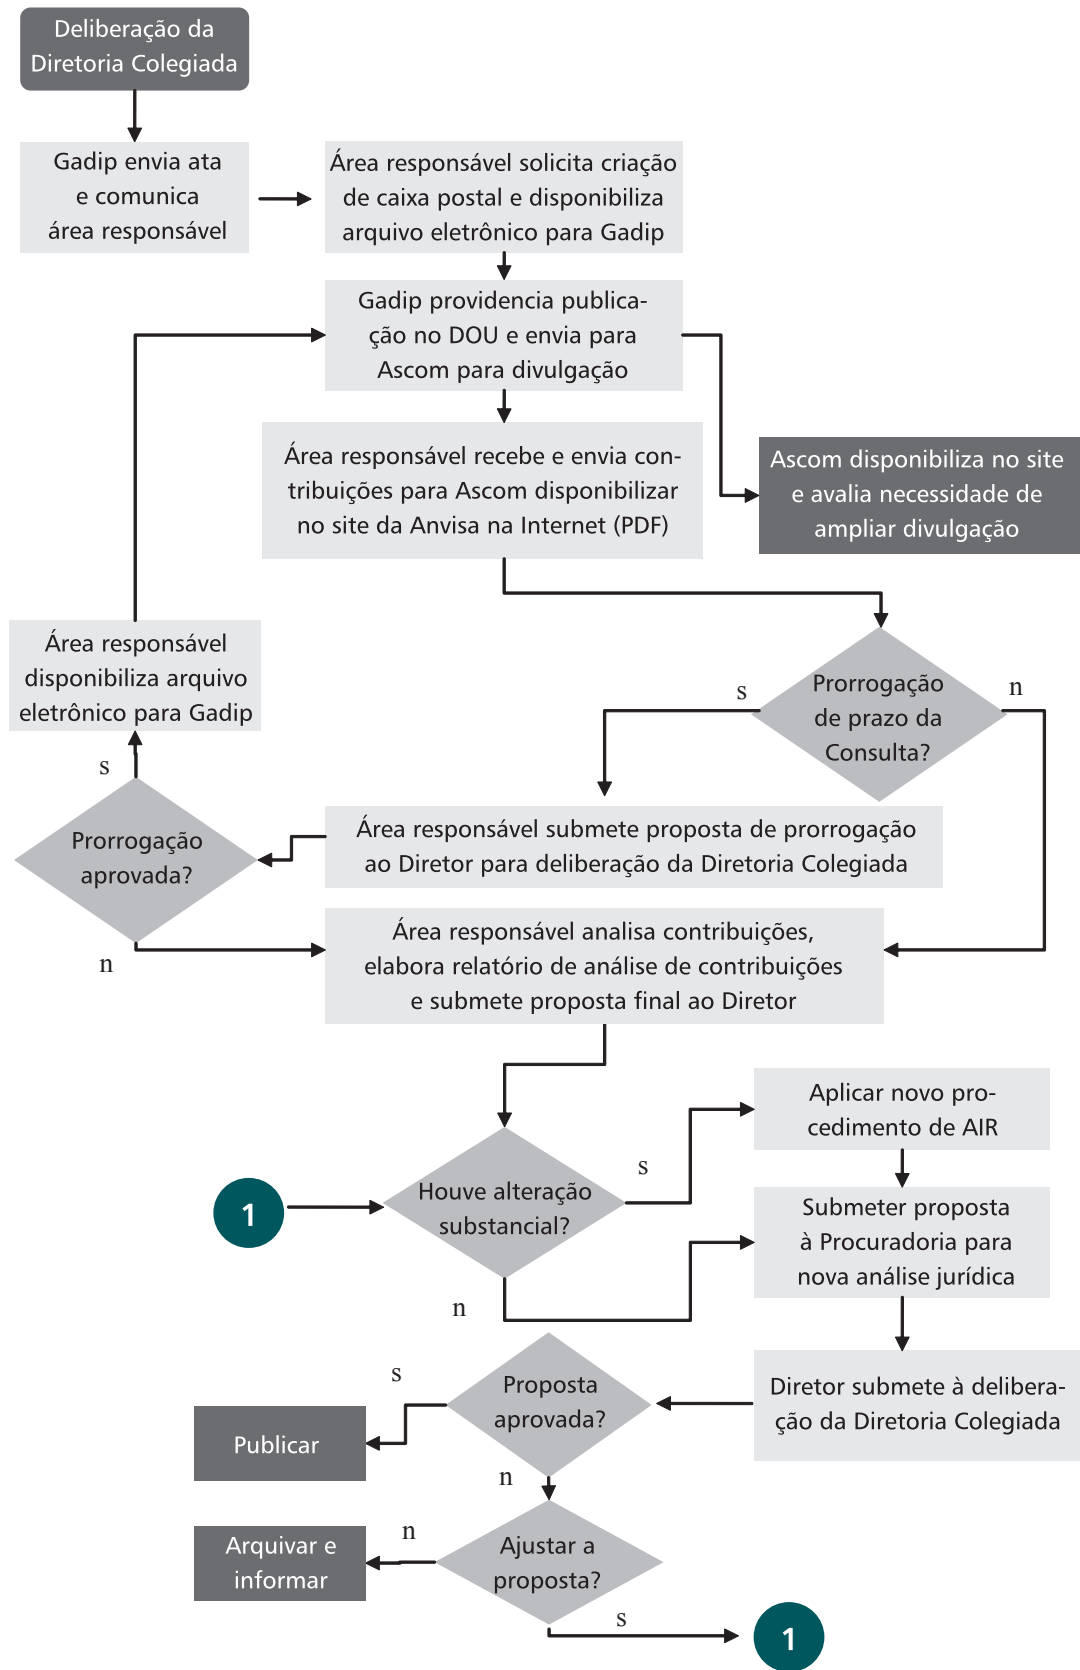 Deliberação da
Diretoria Colegiada
Gadip envia ata
e comunica
área responsável
Área responsável solicita criação
de caixa postal e disponibiliza
arquivo eletrônico para Gadip
Gadip providencia publica-
ção no DOU e envia para
Ascom para divulgação
Área responsável recebe e envia con-
tribuições para Ascom disponibilizar
no site da Anvisa na Internet (PDF)
Ascom disponibiliza no site
e avalia necessidade de
ampliar divulgação
Área responsável
disponibiliza arquivo
eletrônico para Gadip
s
Prorrogação
de prazo da
Consulta?
n
s
Prorrogação
aprovada?
n
Área responsável submete proposta de prorrogação
ao Diretor para deliberação da Diretoria Colegiada
Área responsável analisa contribuições,
elabora relatório de análise de contribuições
e submete proposta final ao Diretor
Aplicar novo pro-
cedimento de AIR
1
Houve alteração
substancial?
s
n
Submeter proposta
à Procuradoria para
nova análise jurídica
Diretor submete à delibera-
ção da Diretoria Colegiada
Proposta
aprovada?
s
Publicar
n
Ajustar a
proposta?
n
Arquivar e
informar
s
1